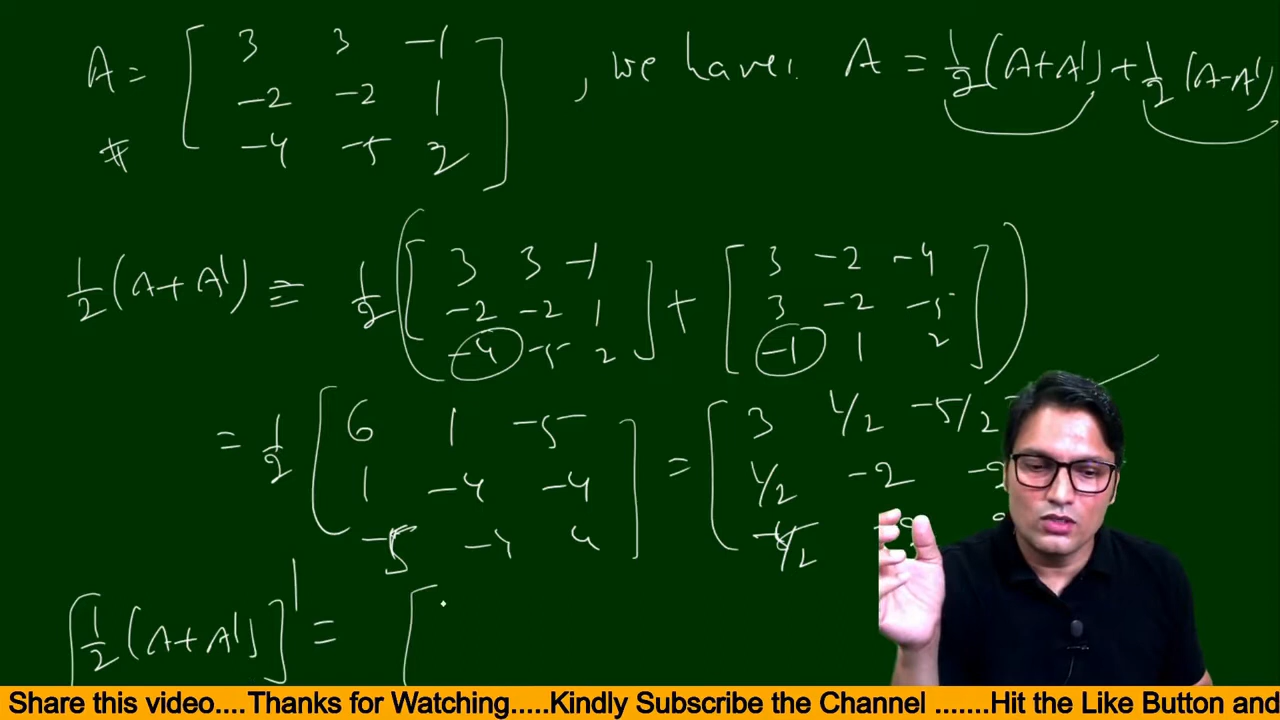 A = [ 3 3 -1 ] , we have: A = 1/2 (A+A') + 1/2 (A-A')
-2 -2 1
* -4 -5 2
1/2 (A+A') = 1/2 ( [ 3 3 -1 ] + [ 3 -2 -4 ] )
-2 -2 1 3 -2 -5
-4 -5 2 -1 1 2
= 1/2 [ 6 1 -5 ] = [ 3 1/2 -5/2
1 -4 -4 1/2 -2
-5 -4 4 -5/2
[ 1/2 (A+A') ]' = [
Share this video....Thanks for Watching.....Kindly Subscribe the Channel .......Hit the Like Button and